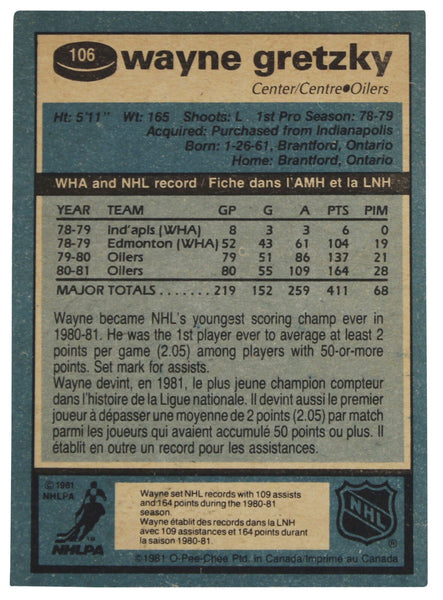 106 wayne gretzky
Center/Centre•Oilers
Ht: 5'11" Wt: 165 Shoots: L 1st Pro Season: 78-79
Acquired: Purchased from Indianapolis
Born: 1-26-61, Brantford, Ontario
Home: Brantford, Ontario
WHA and NHL record / Fiche dans l'AMH et la LNH
YEAR TEAM GP G A PTS PIM
78-79 Ind'apls (WHA) 8 3 3 6 0
78-79 Edmonton (WHA) 52 43 61 104 19
79-80 Oilers 79 51 86 137 21
80-81 Oilers 80 55 109 164 28
MAJOR TOTALS . . . . . . . 219 152 259 411 68
Wayne became NHL's youngest scoring champ ever in
1980-81. He was the 1st player ever to average at least 2
points per game (2.05) among players with 50-or-more
points. Set mark for assists.
Wayne devint, en 1981, le plus jeune champion compteur
dans l'histoire de la Ligue nationale. Il devint aussi le premier
joueur à dépasser une moyenne de 2 points (2.05) par match
parmi les joueurs qui avaient accumulé 50 points ou plus. Il
établit en outre un record pour les assistances.
©1981
NHLPA
NHLPA
Wayne set NHL records with 109 assists
and 164 points during the 1980-81
season.
Wayne établit des records dans la LNH
avec 109 assistances et 164 points durant
la saison 1980-81.
NHL
®
©1981 O-Pee-Chee Ptd. in Canada/Imprimé au Canada